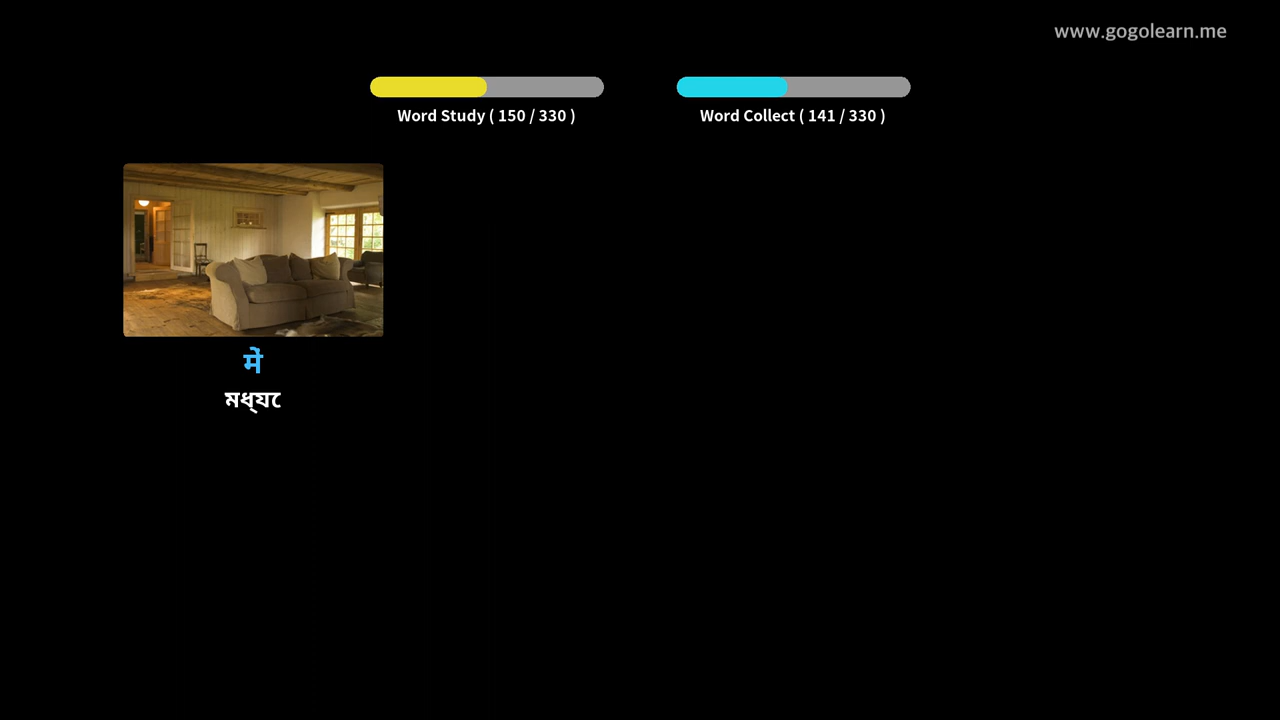 www.gogolearn.me
Word Study ( 150 / 330 )
Word Collect ( 141 / 330 )
में
মধ্যে